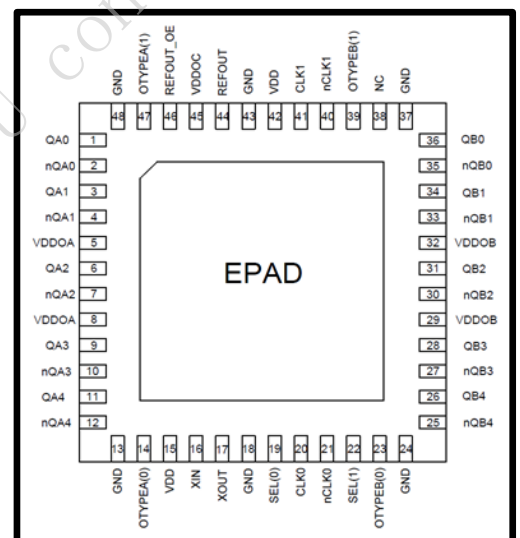 GND OTYPEA(1) REFOUT_OE VDDOC REFOUT GND VDD CLK1 nCLK1 OTYPEB(1) NC GND
48 47 46 45 44 43 42 41 40 39 38 37
QA0 1 36 QB0
nQA0 2 35 nQB0
QA1 3 34 QB1
nQA1 4 33 nQB1
VDDOA 5 32 VDDOB
QA2 6 31 QB2
nQA2 7 30 nQB2
EPAD
VDDOA 8 29 VDDOB
QA3 9 28 QB3
nQA3 10 27 nQB3
QA4 11 26 QB4
nQA4 12 25 nQB4
13 14 15 16 17 18 19 20 21 22 23 24
GND OTYPEA(0) VDD XIN XOUT GND SEL(0) CLK0 nCLK0 SEL(1) OTYPEB(0) GND